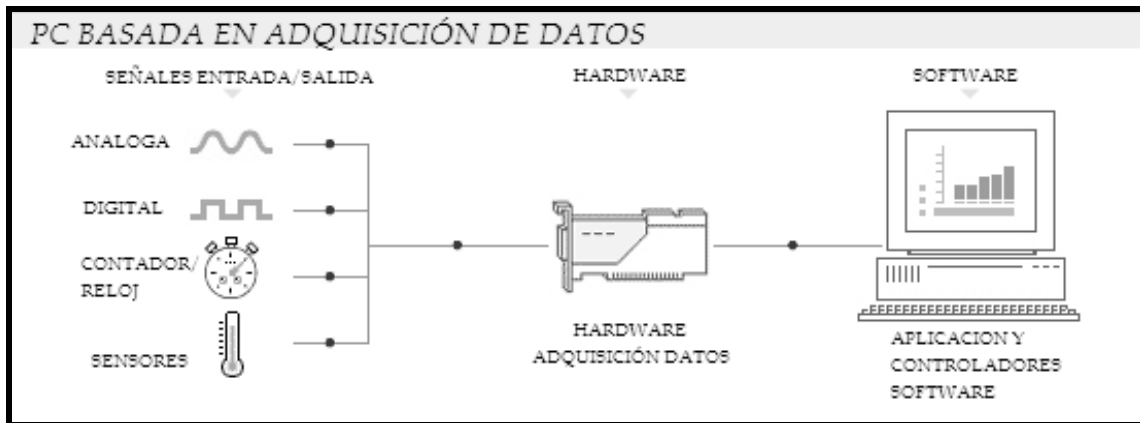 PC BASADA EN ADQUISICIÓN DE DATOS
SEÑALES ENTRADA/SALIDA
HARDWARE
SOFTWARE
ANALOGA
DIGITAL
CONTADOR/
RELOJ
SENSORES
HARDWARE
ADQUISICIÓN DATOS
APLICACION Y
CONTROLADORES
SOFTWARE